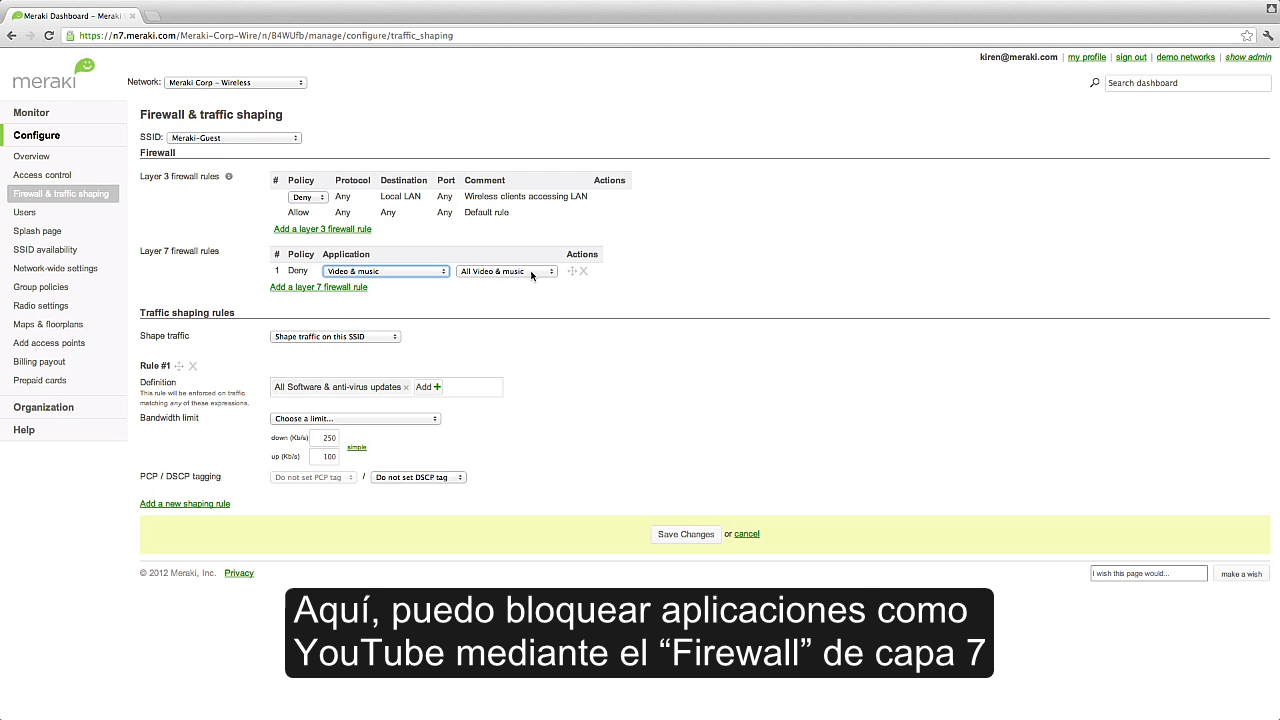 Meraki Dashboard – Meraki
https://n7.meraki.com/Meraki-Corp-Wire/n/B4WUfb/manage/configure/traffic_shaping
kiren@meraki.com | my profile | sign out | demo networks | show admin
meraki
Network: Meraki Corp – Wireless
Search dashboard
Monitor
Configure
Overview
Access control
Firewall & traffic shaping
Users
Splash page
SSID availability
Network-wide settings
Group policies
Radio settings
Maps & floorplans
Add access points
Billing payout
Prepaid cards
Organization
Help
Firewall & traffic shaping
SSID: Meraki-Guest
Firewall
Layer 3 firewall rules
# Policy Protocol Destination Port Comment Actions
Deny Any Local LAN Any Wireless clients accessing LAN
Allow Any Any Any Default rule
Add a layer 3 firewall rule
Layer 7 firewall rules
# Policy Application Actions
1 Deny Video & music All Video & music
Add a layer 7 firewall rule
Traffic shaping rules
Shape traffic Shape traffic on this SSID
Rule #1
Definition
This rule will be enforced on traffic
matching any of these expressions.
All Software & anti-virus updates × Add +
Bandwidth limit Choose a limit...
down (Kb/s) 250
simple
up (Kb/s) 100
PCP / DSCP tagging Do not set PCP tag / Do not set DSCP tag
Add a new shaping rule
Save Changes or cancel
© 2012 Meraki, Inc. Privacy
I wish this page would... make a wish
Aquí, puedo bloquear aplicaciones como
YouTube mediante el “Firewall” de capa 7